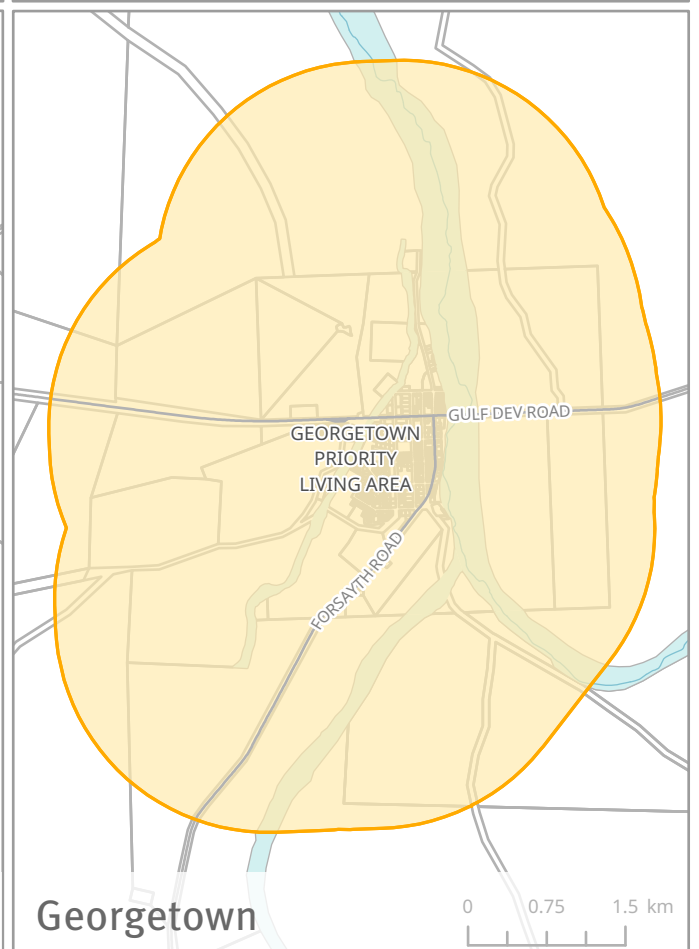 GULF DEV ROAD
GEORGETOWN
PRIORITY
LIVING AREA
FORSAYTH ROAD
Georgetown
0 0.75 1.5 km